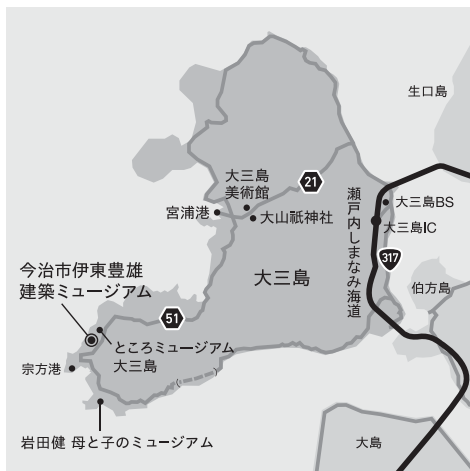 生口島
大三島
美術館
21
宮浦港
大山祇神社
大三島BS
大三島IC
瀬戸内しまなみ海道
317
大三島
伯方島
今治市伊東豊雄
建築ミュージアム
51
ところミュージアム
大三島
宗方港
岩田健 母と子のミュージアム
大島